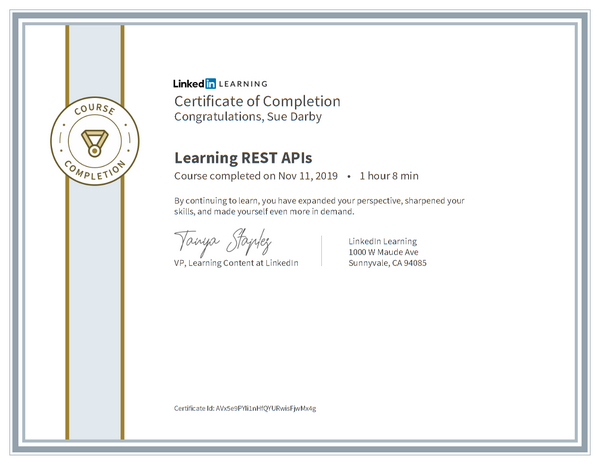 COURSE
COMPLETION
Linked in LEARNING
Certificate of Completion
Congratulations, Sue Darby
Learning REST APIs
Course completed on Nov 11, 2019 • 1 hour 8 min
By continuing to learn, you have expanded your perspective, sharpened your
skills, and made yourself even more in demand.
Tanya Staples
VP, Learning Content at LinkedIn
LinkedIn Learning
1000 W Maude Ave
Sunnyvale, CA 94085
Certificate Id: